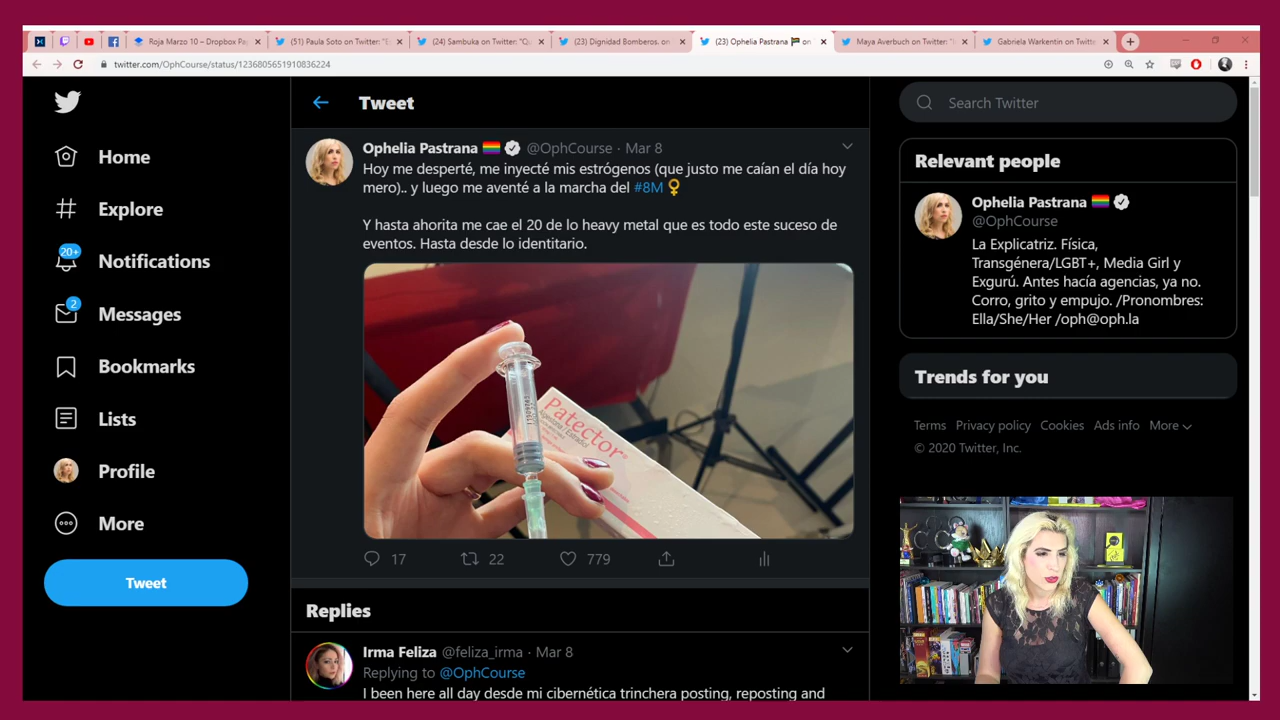 Roja Marzo 10 – Dropbox Pa
(51) Paula Soto on Twitter: "E
(24) Sambuka on Twitter: "Q
(23) Dignidad Bomberos. on
(23) Ophelia Pastrana 🏴 on
Maya Averbuch on Twitter: "
Gabriela Warkentin on Twitt
twitter.com/OphCourse/status/1236805651910836224
Home
Explore
20+
Notifications
2
Messages
Bookmarks
Lists
Profile
More
Tweet
Tweet
Ophelia Pastrana 🏳️‍🌈 @OphCourse · Mar 8
Hoy me desperté, me inyecté mis estrógenos (que justo me caían el día hoy
mero).. y luego me aventé a la marcha del #8M ♀
Y hasta ahorita me cae el 20 de lo heavy metal que es todo este suceso de
eventos. Hasta desde lo identitario.
Patector
17 22 779
Replies
Irma Feliza @feliza_irma · Mar 8
Replying to @OphCourse
I been here all day desde mi cibernética trinchera posting, reposting and
Search Twitter
Relevant people
Ophelia Pastrana 🏳️‍🌈
@OphCourse
La Explicatriz. Física,
Transgénera/LGBT+, Media Girl y
Exgurú. Antes hacía agencias, ya no.
Corro, grito y empujo. /Pronombres:
Ella/She/Her /oph@oph.la
Trends for you
Terms Privacy policy Cookies Ads info More
© 2020 Twitter, Inc.